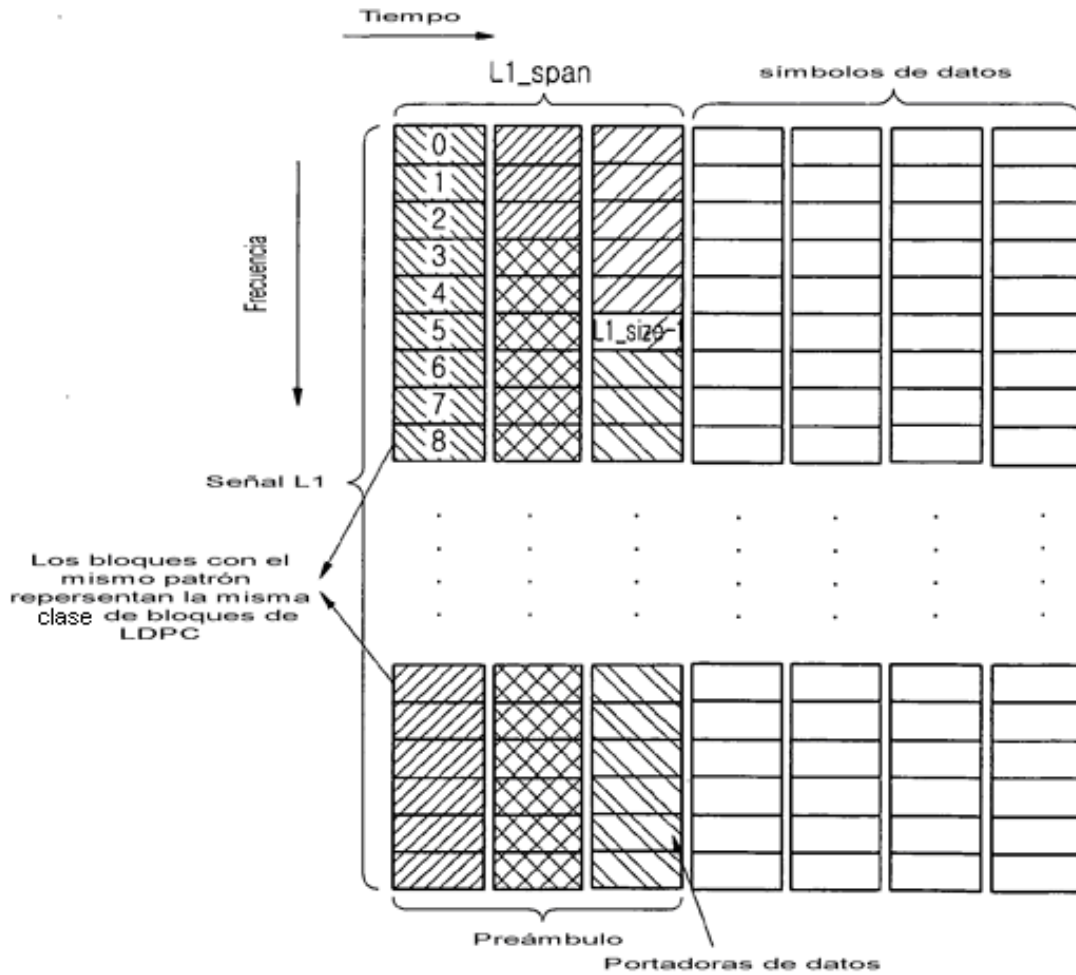 Tiempo
L1_span
símbolos de datos
Frecuencia
0
1
2
3
4
5
L1_size-1
6
7
8
Señal L1
Los bloques con el
mismo patrón
repersentan la misma
clase de bloques de
LDPC
Preámbulo
Portadoras de datos